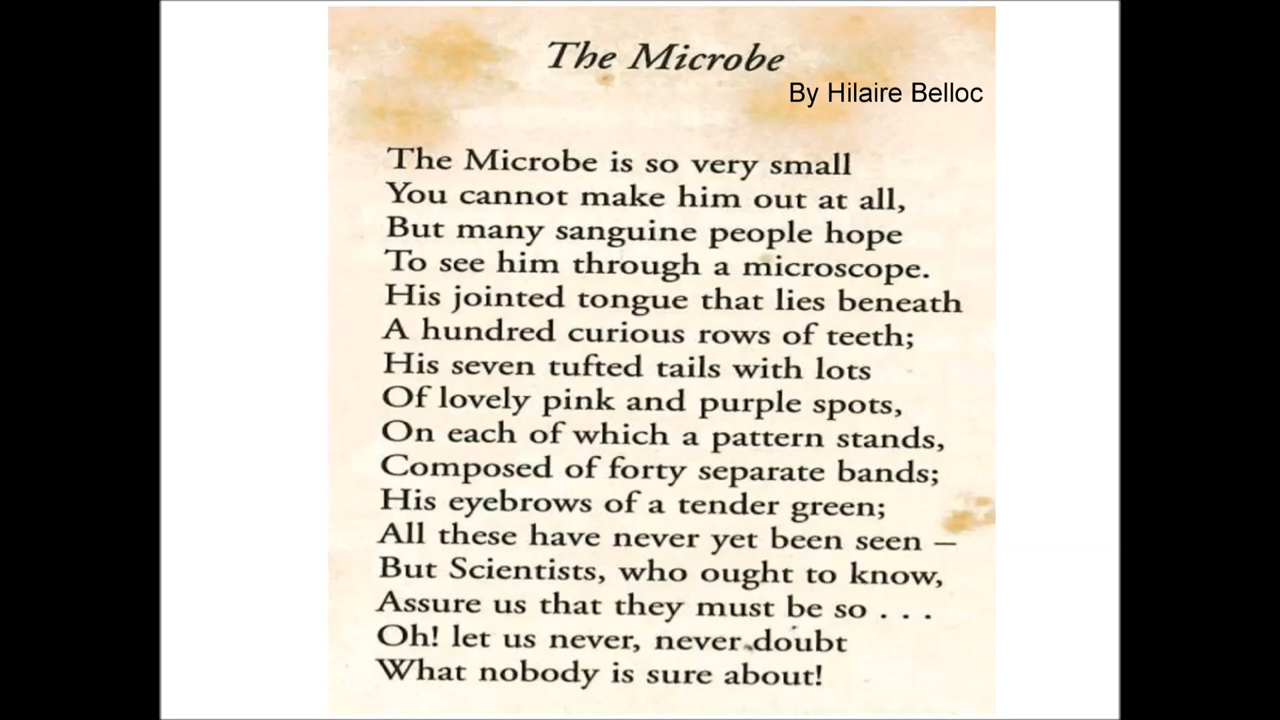 The Microbe
By Hilaire Belloc
The Microbe is so very small
You cannot make him out at all,
But many sanguine people hope
To see him through a microscope.
His jointed tongue that lies beneath
A hundred curious rows of teeth;
His seven tufted tails with lots
Of lovely pink and purple spots,
On each of which a pattern stands,
Composed of forty separate bands;
His eyebrows of a tender green;
All these have never yet been seen —
But Scientists, who ought to know,
Assure us that they must be so . . .
Oh! let us never, never doubt
What nobody is sure about!